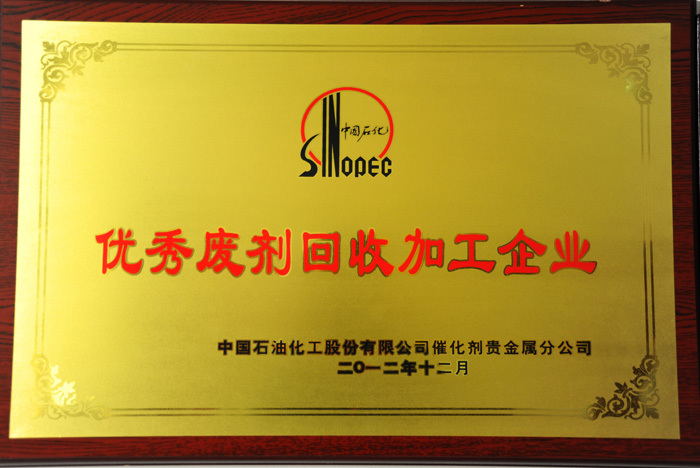 中国石化
SINOPEC
优秀废剂回收加工企业
中国石油化工股份有限公司催化剂贵金属分公司
二〇一二年十二月